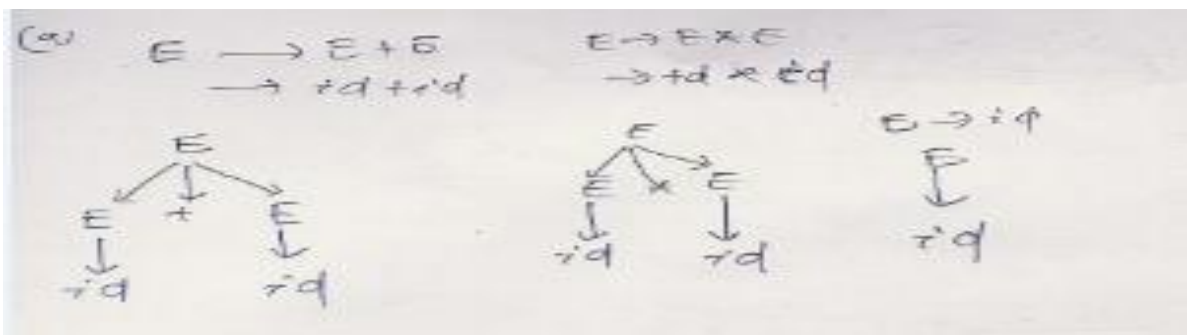 (a) E → E + E
→ id + id
E → E * E
→ id * id
E → id
E
E + E
id id
E
E * E
id id
E
id